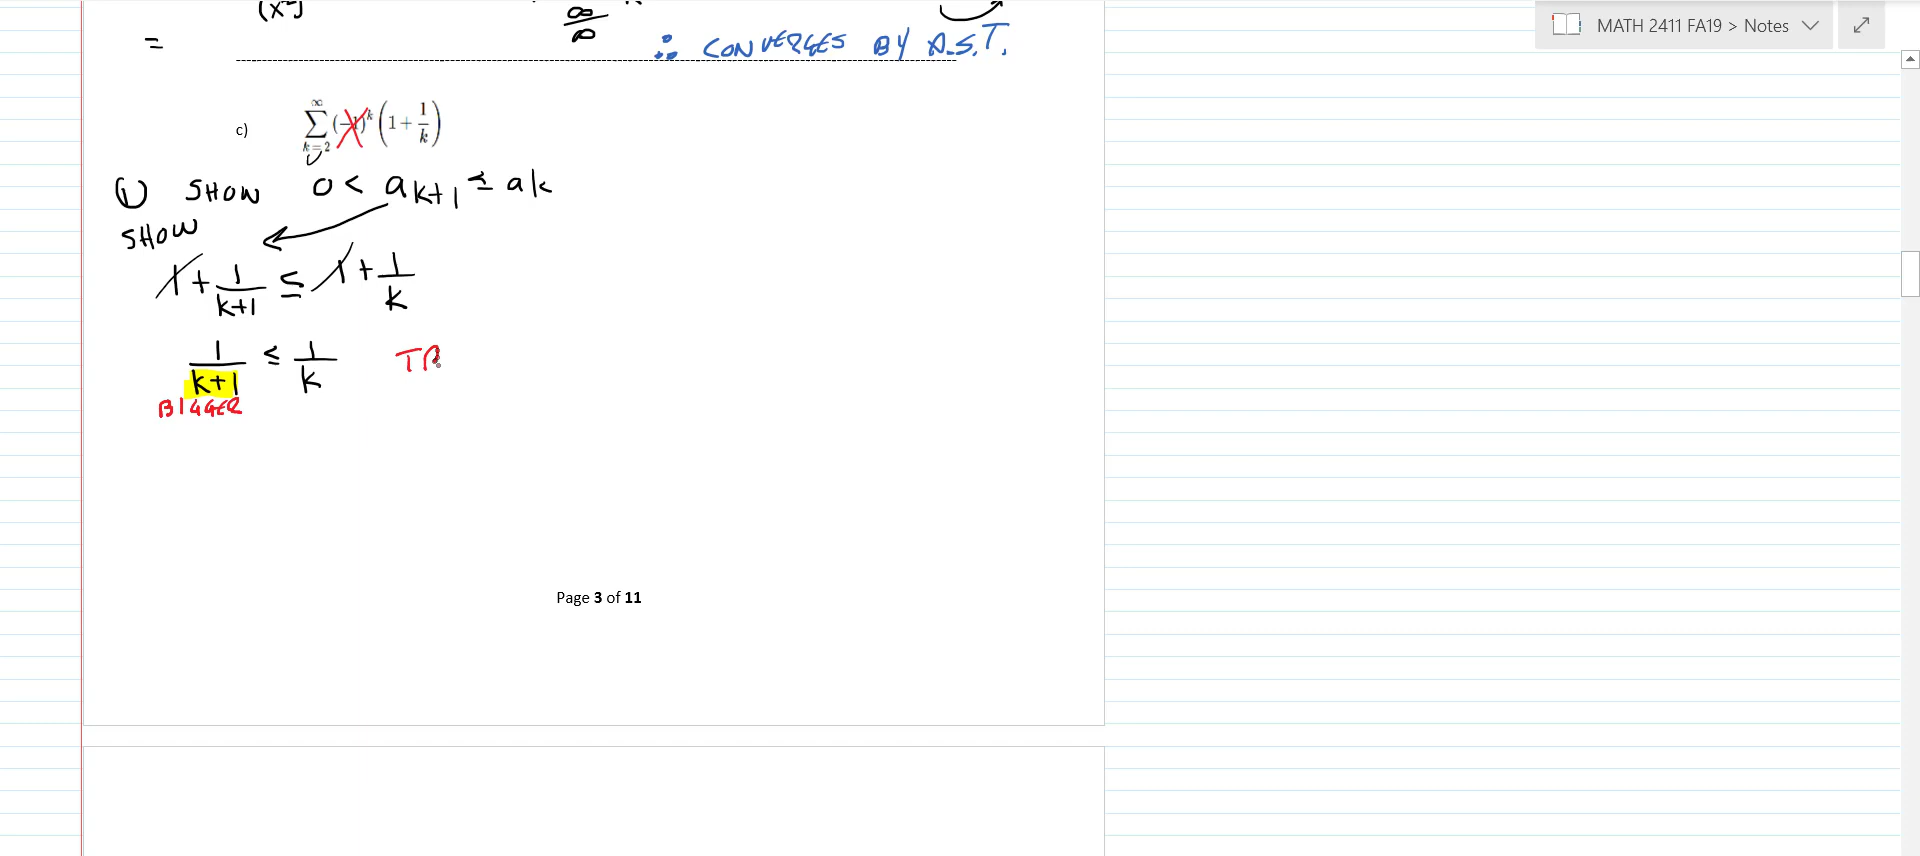 MATH 2411 FA19 > Notes
=
∞
∞
∴ CONVERGES BY A.S.T.
c) ∑_{k=2}^{∞} (-1)^k (1 + 1/k)
① SHOW 0 < a_{k+1} ≤ ak
SHOW
1 + 1/(k+1) ≤ 1 + 1/k
1/(k+1) ≤ 1/k TR
BIGGER
Page 3 of 11